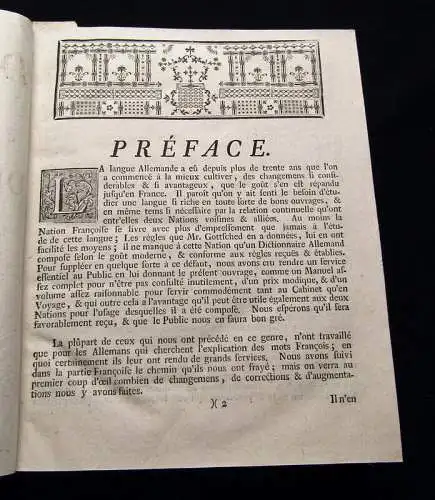 PRÉFACE.
LA langue Allemande a eû depuis plus de trente ans que l'on
a commencé à la mieux cultiver, des changemens si consi-
derables & si avantageux, que le goût s'en est répandu
jusqu'en France. Il paroît qu'on y ait senti le besoin d'étu-
dier une langue si riche en toute sorte de bons ouvrages, &
en même tems si nécessaire par la relation continuelle qu'ont
entr'elles deux Nations voisines & alliées. Au moins la
Nation Françoise se livre avec plus d'empressement que jamais à l'étu-
de de cette langue; Les règles que Mr. Gottsched en a données, lui en ont
facilité les moyens; il ne manque à cette Nation qu'un Dictionnaire Allemand
composé selon le goût moderne, & conforme aux règles reçues & établies.
Pour suppléer en quelque sorte à ce défaut, nous avons cru rendre un service
essentiel au Public en lui donnant le présent ouvrage, comme un Manuel as-
sez complet pour n'être pas consulté inutilement, d'un prix modique, & d'un
volume assez raisonnable pour servir commodément tant au Cabinet qu'en
Voyage, & qui outre cela a l'avantage qu'il peut être utile également aux deux
Nations pour l'usage desquelles il a été composé. Nous espérons qu'il sera
favorablement reçu, & que le Public nous en saura bon gré.
La plûpart de ceux qui nous ont précédé en ce genre, n'ont travaillé
que pour les Allemans qui cherchent l'explication des mots François; en
quoi certainement ils leur ont rendu de grands services. Nous avons suivi
dans la partie Françoise le chemin qu'ils nous ont frayé; mais on verra au
premier coup d'œil combien de changemens, de corrections & d'augmenta-
tions nous y avons faites.
)( 2 Il n'en